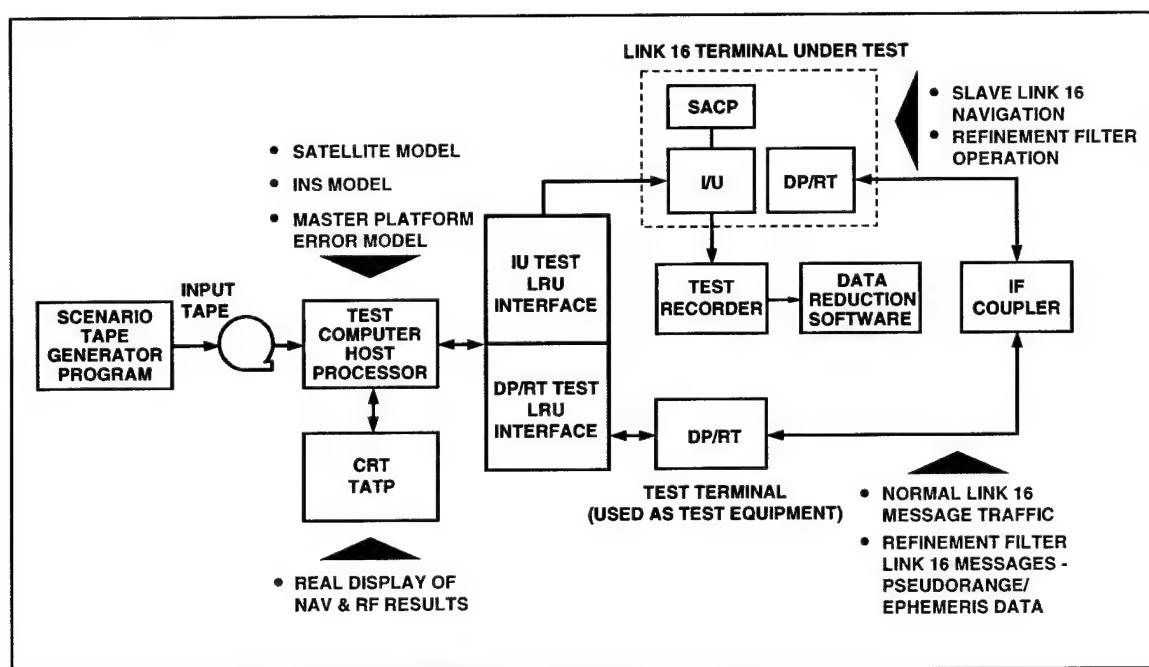 LINK 16 TERMINAL UNDER TEST
SACP
I/U
DP/RT
• SLAVE LINK 16
NAVIGATION
• REFINEMENT FILTER
OPERATION
• SATELLITE MODEL
• INS MODEL
• MASTER PLATFORM
ERROR MODEL
INPUT
TAPE
SCENARIO
TAPE
GENERATOR
PROGRAM
TEST
COMPUTER
HOST
PROCESSOR
IU TEST
LRU
INTERFACE
TEST
RECORDER
DATA
REDUCTION
SOFTWARE
IF
COUPLER
DP/RT TEST
LRU
INTERFACE
DP/RT
CRT
TATP
TEST TERMINAL
(USED AS TEST EQUIPMENT)
• REAL DISPLAY OF
NAV & RF RESULTS
• NORMAL LINK 16
MESSAGE TRAFFIC
• REFINEMENT FILTER
LINK 16 MESSAGES -
PSEUDORANGE/
EPHEMERIS DATA